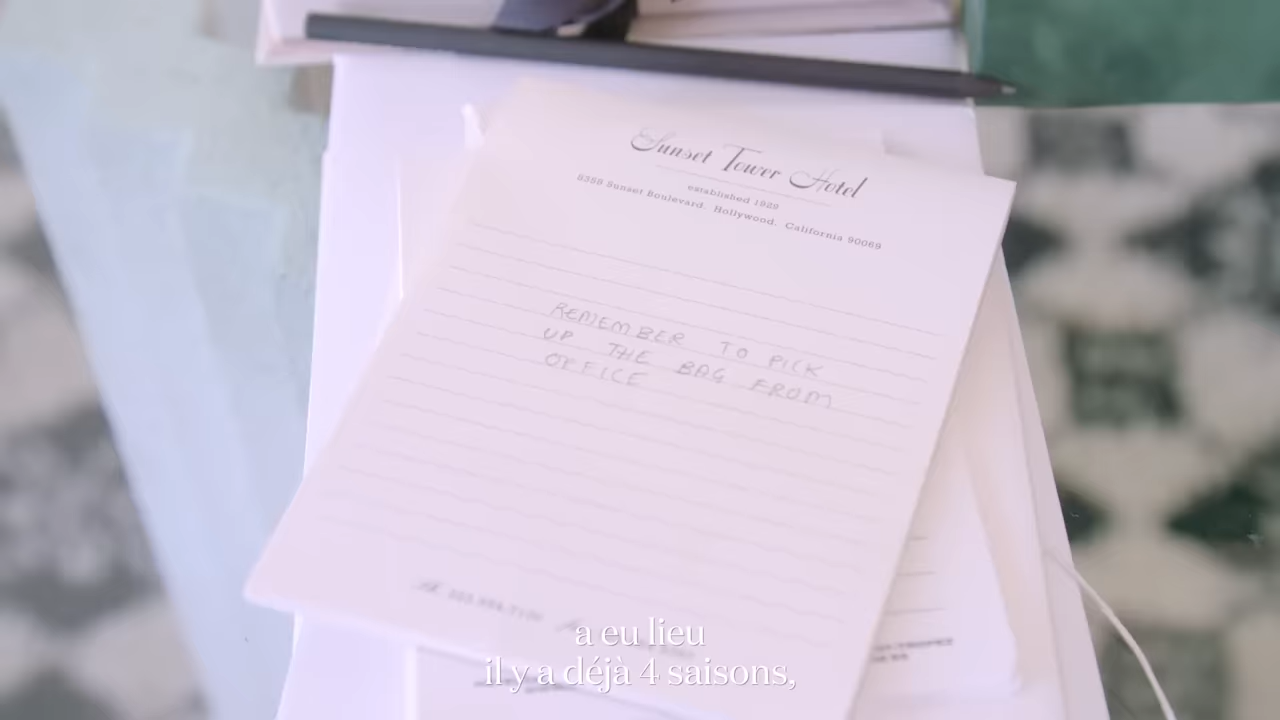 Sunset Tower Hotel
established 1929
8358 Sunset Boulevard. Hollywood. California 90069
REMEMBER TO PICK
UP THE BAG FROM
OFFICE
a eu lieu
il y a déjà 4 saisons,